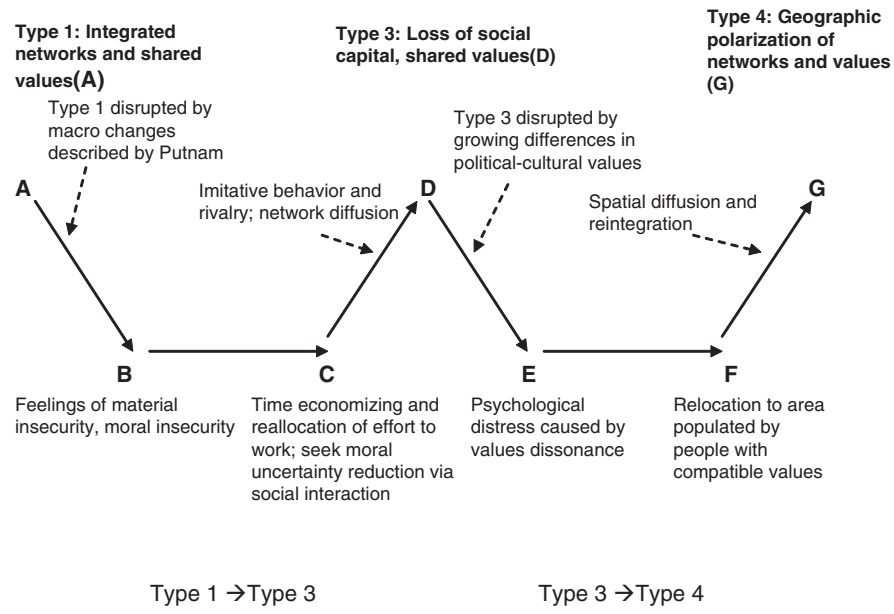 Type 1: Integrated
networks and shared
values(A)
Type 3: Loss of social
capital, shared values(D)
Type 4: Geographic
polarization of
networks and values
(G)
Type 1 disrupted by
macro changes
described by Putnam
Type 3 disrupted by
growing differences in
political-cultural values
A
Imitative behavior and
rivalry; network diffusion
D
Spatial diffusion and
reintegration
G
B
C
E
F
Feelings of material
insecurity, moral insecurity
Time economizing and
reallocation of effort to
work; seek moral
uncertainty reduction via
social interaction
Psychological
distress caused by
values dissonance
Relocation to area
populated by
people with
compatible values
Type 1 →Type 3
Type 3 →Type 4